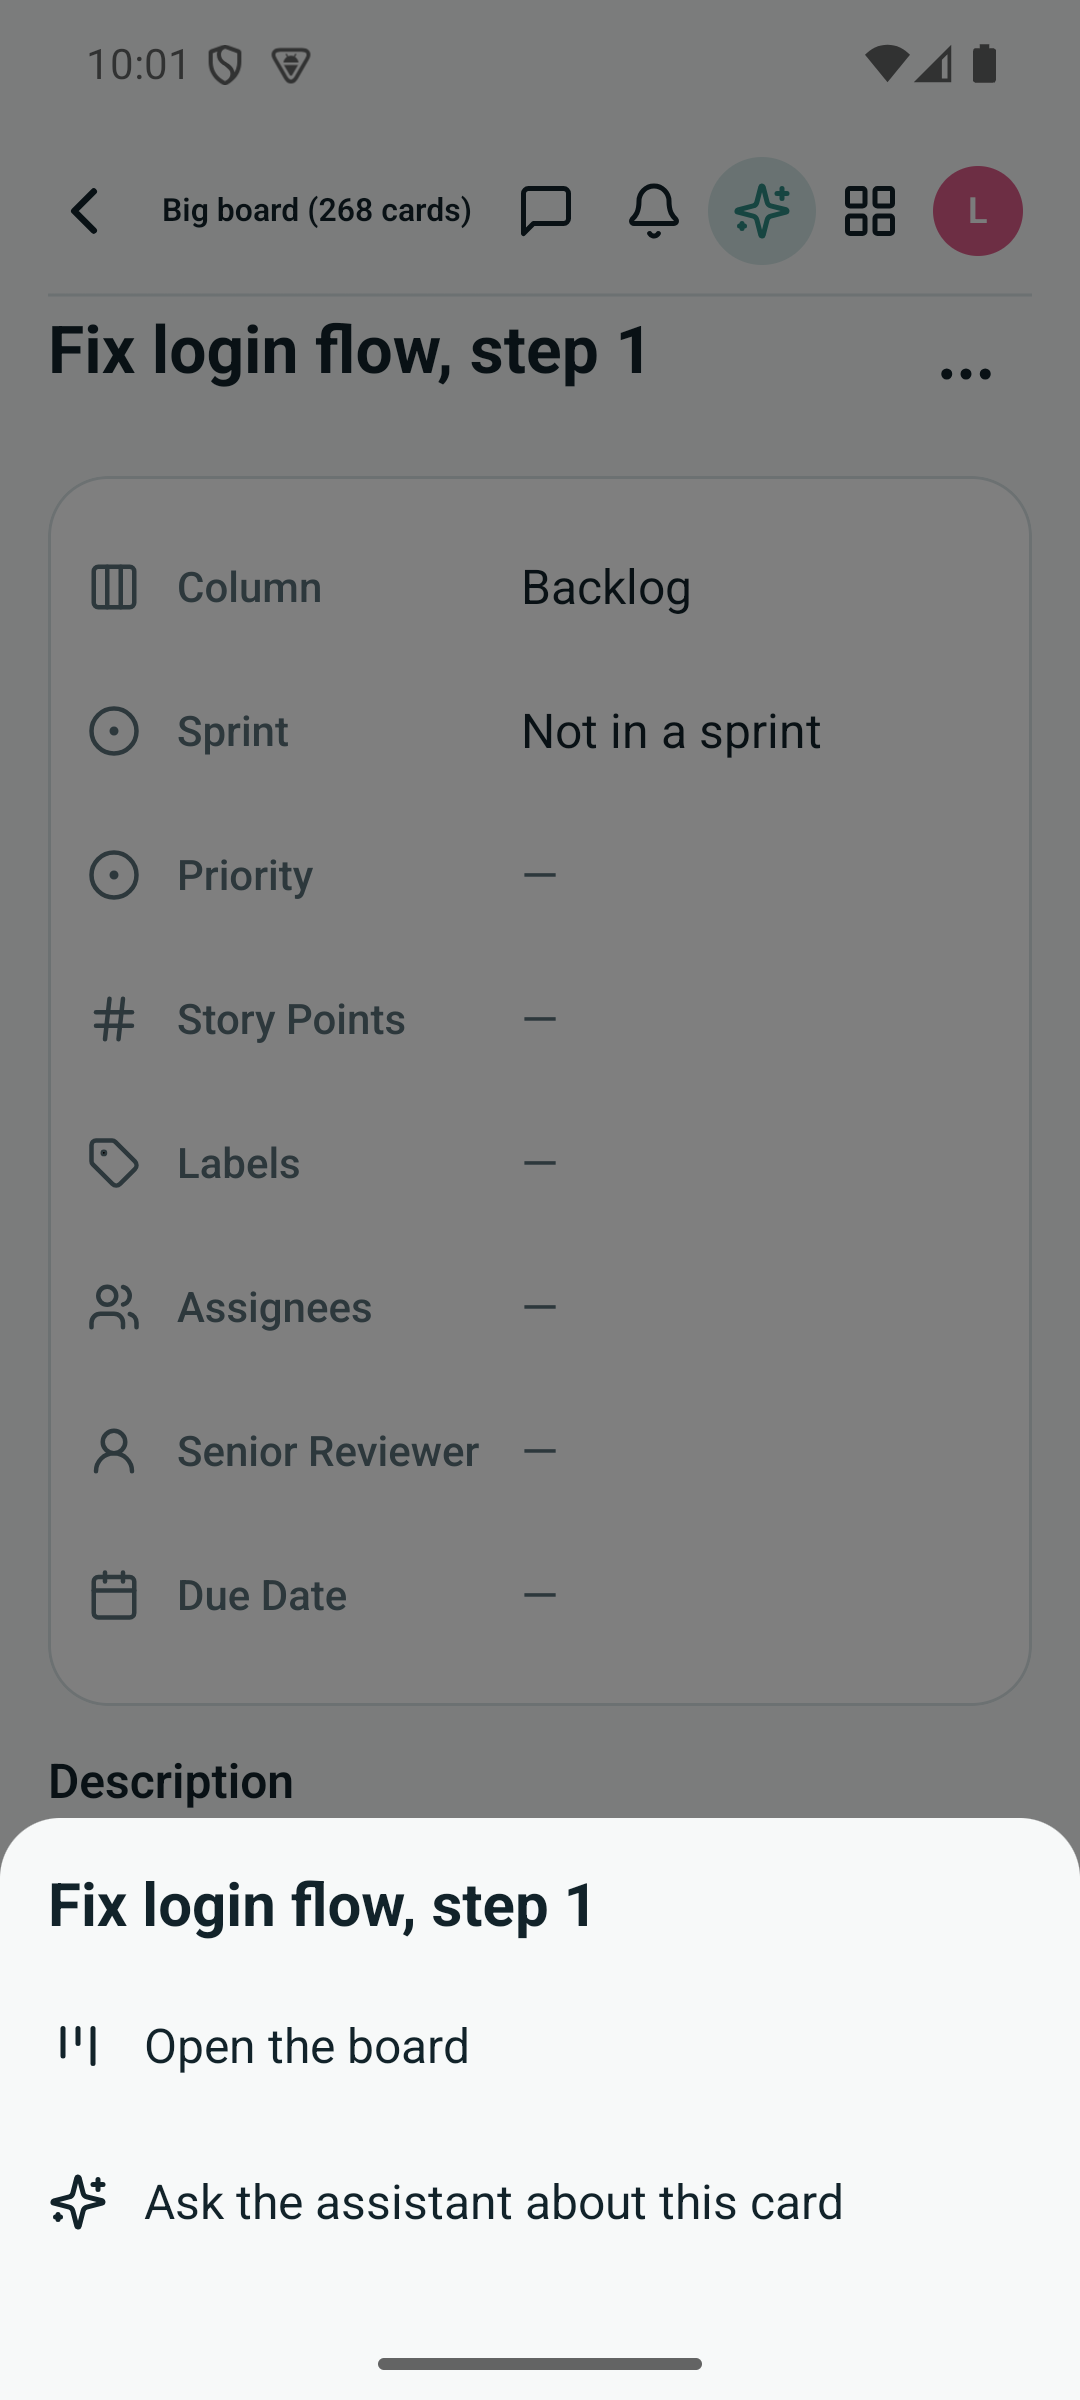 10:01
Big board (268 cards)
L
Fix login flow, step 1
...
Column Backlog
Sprint Not in a sprint
Priority —
Story Points —
Labels —
Assignees —
Senior Reviewer —
Due Date —
Description
Fix login flow, step 1
Open the board
Ask the assistant about this card